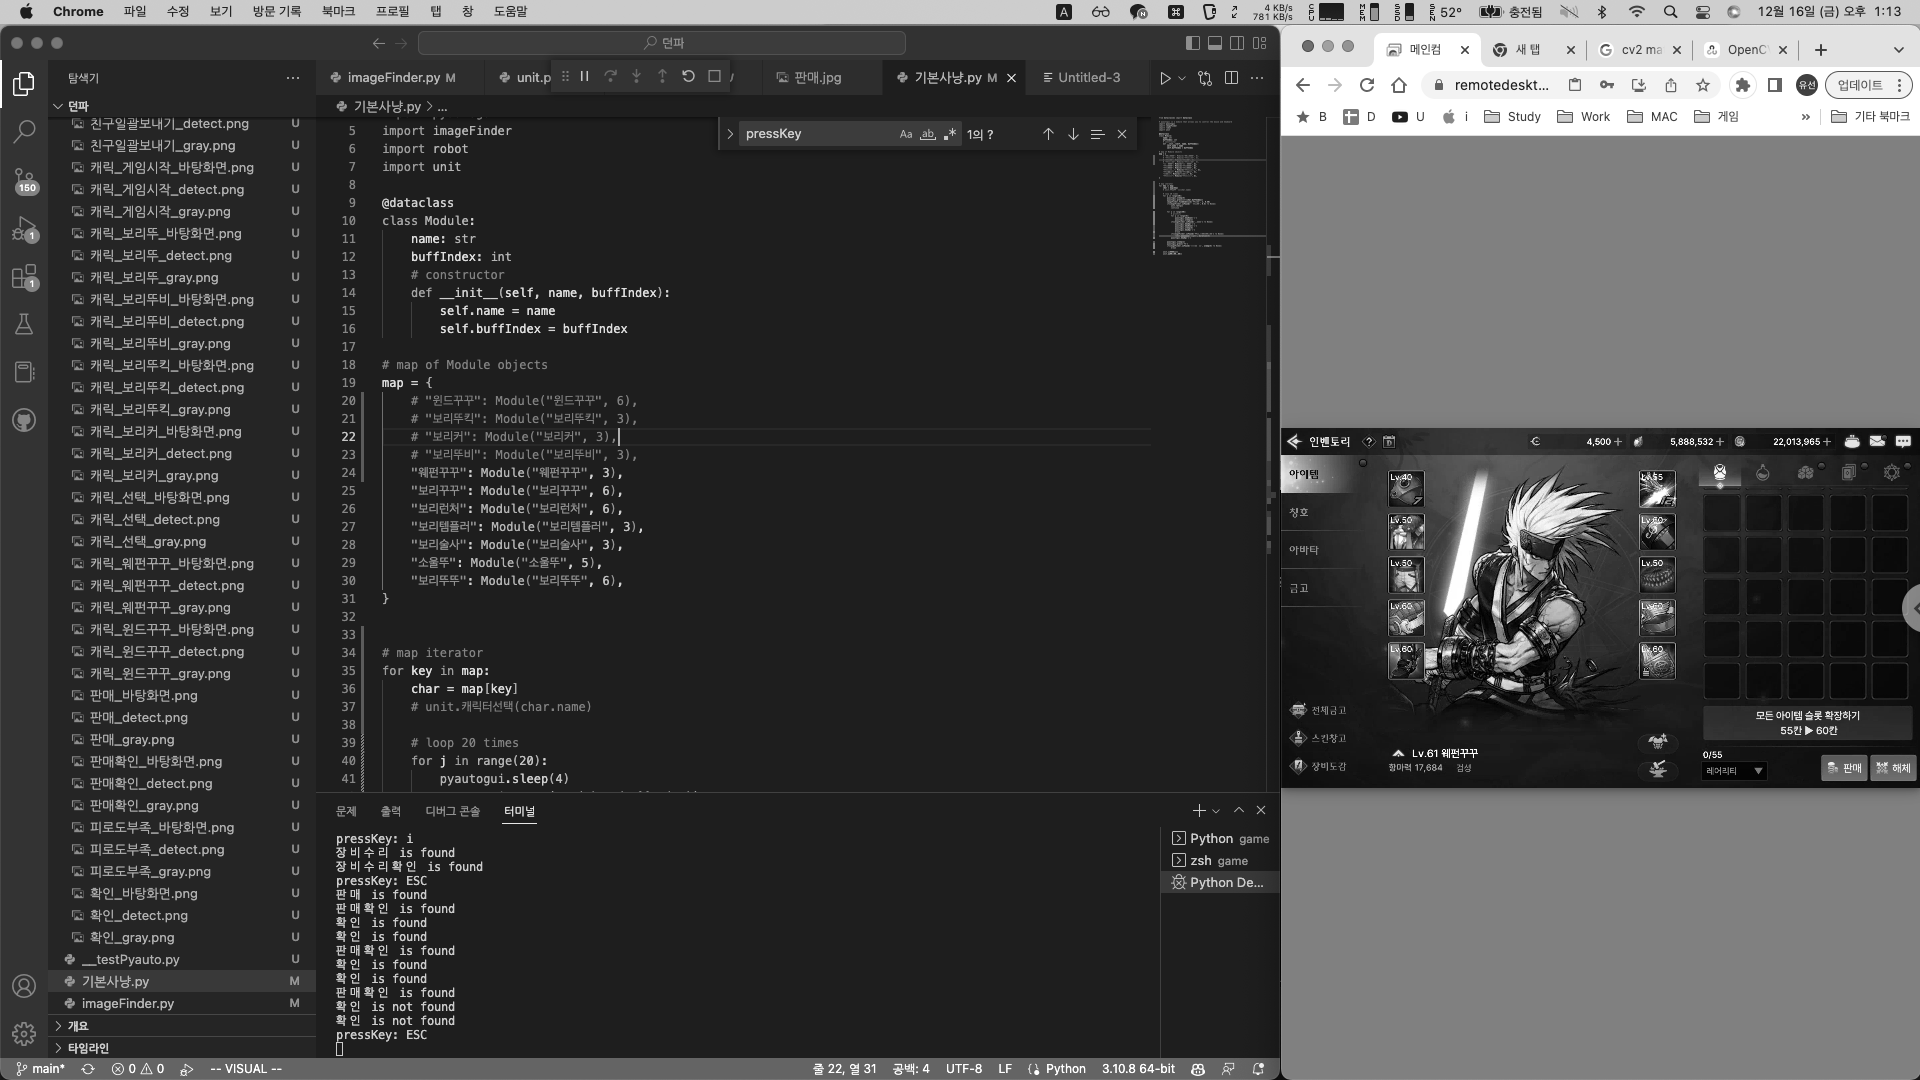 Chrome 파일 수정 보기 방문 기록 북마크 프로필 탭 창 도움말
4 KB/s
781 KB/s
52° 충전됨 12월 16일 (금) 오후 1:13
던파
탐색기
던파
친구일괄보내기_detect.png U
친구일괄보내기_gray.png U
캐릭_게임시작_바탕화면.png U
캐릭_게임시작_detect.png U
캐릭_게임시작_gray.png U
캐릭_보리뚜_바탕화면.png U
캐릭_보리뚜_detect.png U
캐릭_보리뚜_gray.png U
캐릭_보리뚜비_바탕화면.png U
캐릭_보리뚜비_detect.png U
캐릭_보리뚜비_gray.png U
캐릭_보리뚜킥_바탕화면.png U
캐릭_보리뚜킥_detect.png U
캐릭_보리뚜킥_gray.png U
캐릭_보리커_바탕화면.png U
캐릭_보리커_detect.png U
캐릭_보리커_gray.png U
캐릭_선택_바탕화면.png U
캐릭_선택_detect.png U
캐릭_선택_gray.png U
캐릭_웨펀꾸꾸_바탕화면.png U
캐릭_웨펀꾸꾸_detect.png U
캐릭_웨펀꾸꾸_gray.png U
캐릭_윈드꾸꾸_바탕화면.png U
캐릭_윈드꾸꾸_detect.png U
캐릭_윈드꾸꾸_gray.png U
판매_바탕화면.png U
판매_detect.png U
판매_gray.png U
판매확인_바탕화면.png U
판매확인_detect.png U
판매확인_gray.png U
피로도부족_바탕화면.png U
피로도부족_detect.png U
피로도부족_gray.png U
확인_바탕화면.png U
확인_detect.png U
확인_gray.png U
__testPyauto.py U
기본사냥.py M
imageFinder.py M
개요
타임라인
150
1
1
imageFinder.py M unit.p 판매.jpg 기본사냥.py M Untitled-3
기본사냥.py > ...
pressKey Aa ab 1의 ?
5 import imageFinder
6 import robot
7 import unit
8
9 @dataclass
10 class Module:
11 name: str
12 buffIndex: int
13 # constructor
14 def __init__(self, name, buffIndex):
15 self.name = name
16 self.buffIndex = buffIndex
17
18 # map of Module objects
19 map = {
20 # "윈드꾸꾸": Module("윈드꾸꾸", 6),
21 # "보리뚜킥": Module("보리뚜킥", 3),
22 # "보리커": Module("보리커", 3),
23 # "보리뚜비": Module("보리뚜비", 3),
24 "웨펀꾸꾸": Module("웨펀꾸꾸", 3),
25 "보리꾸꾸": Module("보리꾸꾸", 6),
26 "보리런처": Module("보리런처", 6),
27 "보리템플러": Module("보리템플러", 3),
28 "보리술사": Module("보리술사", 3),
29 "소울뚜": Module("소울뚜", 5),
30 "보리뚜뚜": Module("보리뚜뚜", 6),
31 }
32
33
34 # map iterator
35 for key in map:
36 char = map[key]
37 # unit.캐릭터선택(char.name)
38
39 # loop 20 times
40 for j in range(20):
41 pyautogui.sleep(4)
문제 출력 디버그 콘솔 터미널
pressKey: i
장비수리 is found
장비수리확인 is found
pressKey: ESC
판매 is found
판매확인 is found
확인 is found
확인 is found
판매확인 is found
확인 is found
확인 is found
판매확인 is found
확인 is not found
확인 is not found
pressKey: ESC
Python game
zsh game
Python De...
main* 0 0 -- VISUAL -- 줄 22, 열 31 공백: 4 UTF-8 LF Python 3.10.8 64-bit
메인컴 새 탭 cv2 ma OpenC
remotedeskt... 유선 업데이트
B D U i Study Work MAC 게임 » 기타 북마크
인벤토리 4,500 + 5,888,532 + 22,013,965 +
아이템
칭호
아바타
금고
전체금고
스킨창고
장비도감
Lv.40
Lv.50
Lv.50
Lv.60
Lv.60
Lv.55
Lv.60
Lv.50
Lv.60
Lv.60
Lv.61 웨펀꾸꾸
항마력 17,684 검성
모든 아이템 슬롯 확장하기
55칸 ▶ 60칸
0/55
레어리티 ▼ 판매 해체